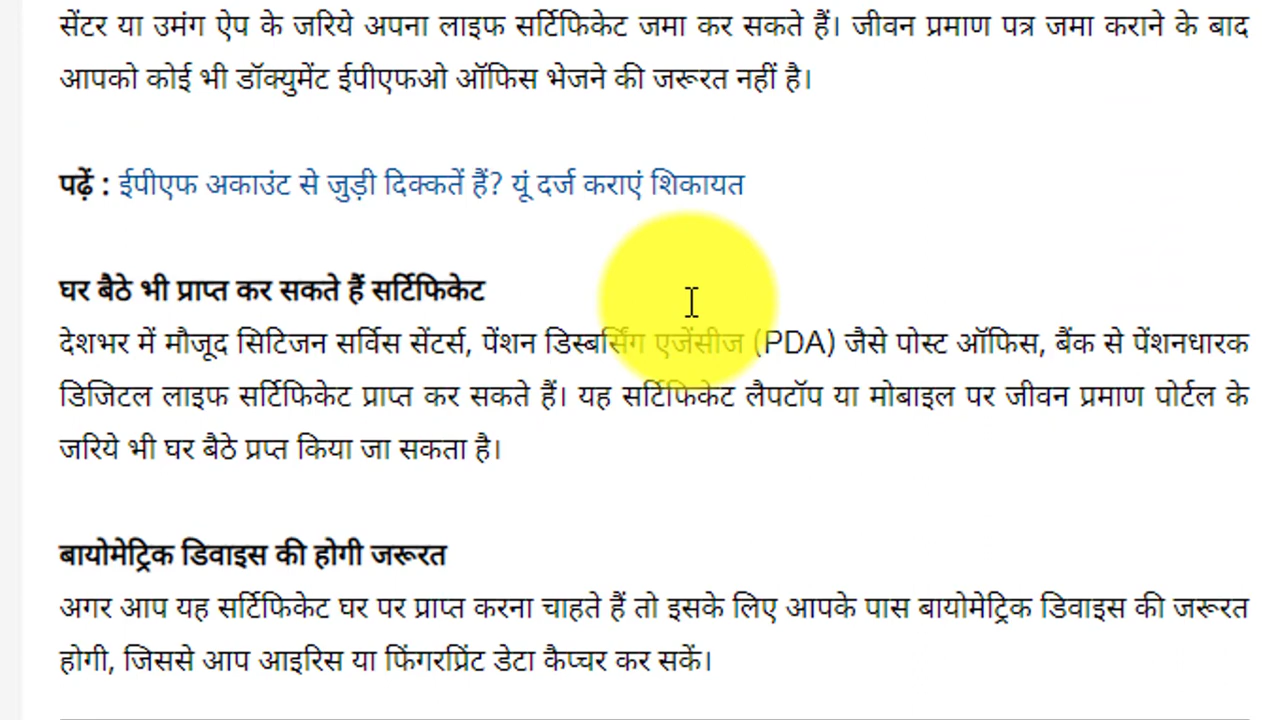 सेंटर या उमंग ऐप के जरिये अपना लाइफ सर्टिफिकेट जमा कर सकते हैं। जीवन प्रमाण पत्र जमा कराने के बाद
आपको कोई भी डॉक्युमेंट ईपीएफओ ऑफिस भेजने की जरूरत नहीं है।
पढ़ें : ईपीएफ अकाउंट से जुड़ी दिक्कतें हैं? यूं दर्ज कराएं शिकायत
घर बैठे भी प्राप्त कर सकते हैं सर्टिफिकेट
देशभर में मौजूद सिटिजन सर्विस सेंटर्स, पेंशन डिस्बर्सिंग एजेंसीज (PDA) जैसे पोस्ट ऑफिस, बैंक से पेंशनधारक
डिजिटल लाइफ सर्टिफिकेट प्राप्त कर सकते हैं। यह सर्टिफिकेट लैपटॉप या मोबाइल पर जीवन प्रमाण पोर्टल के
जरिये भी घर बैठे प्रप्त किया जा सकता है।
बायोमेट्रिक डिवाइस की होगी जरूरत
अगर आप यह सर्टिफिकेट घर पर प्राप्त करना चाहते हैं तो इसके लिए आपके पास बायोमेट्रिक डिवाइस की जरूरत
होगी, जिससे आप आइरिस या फिंगरप्रिंट डेटा कैप्चर कर सकें।